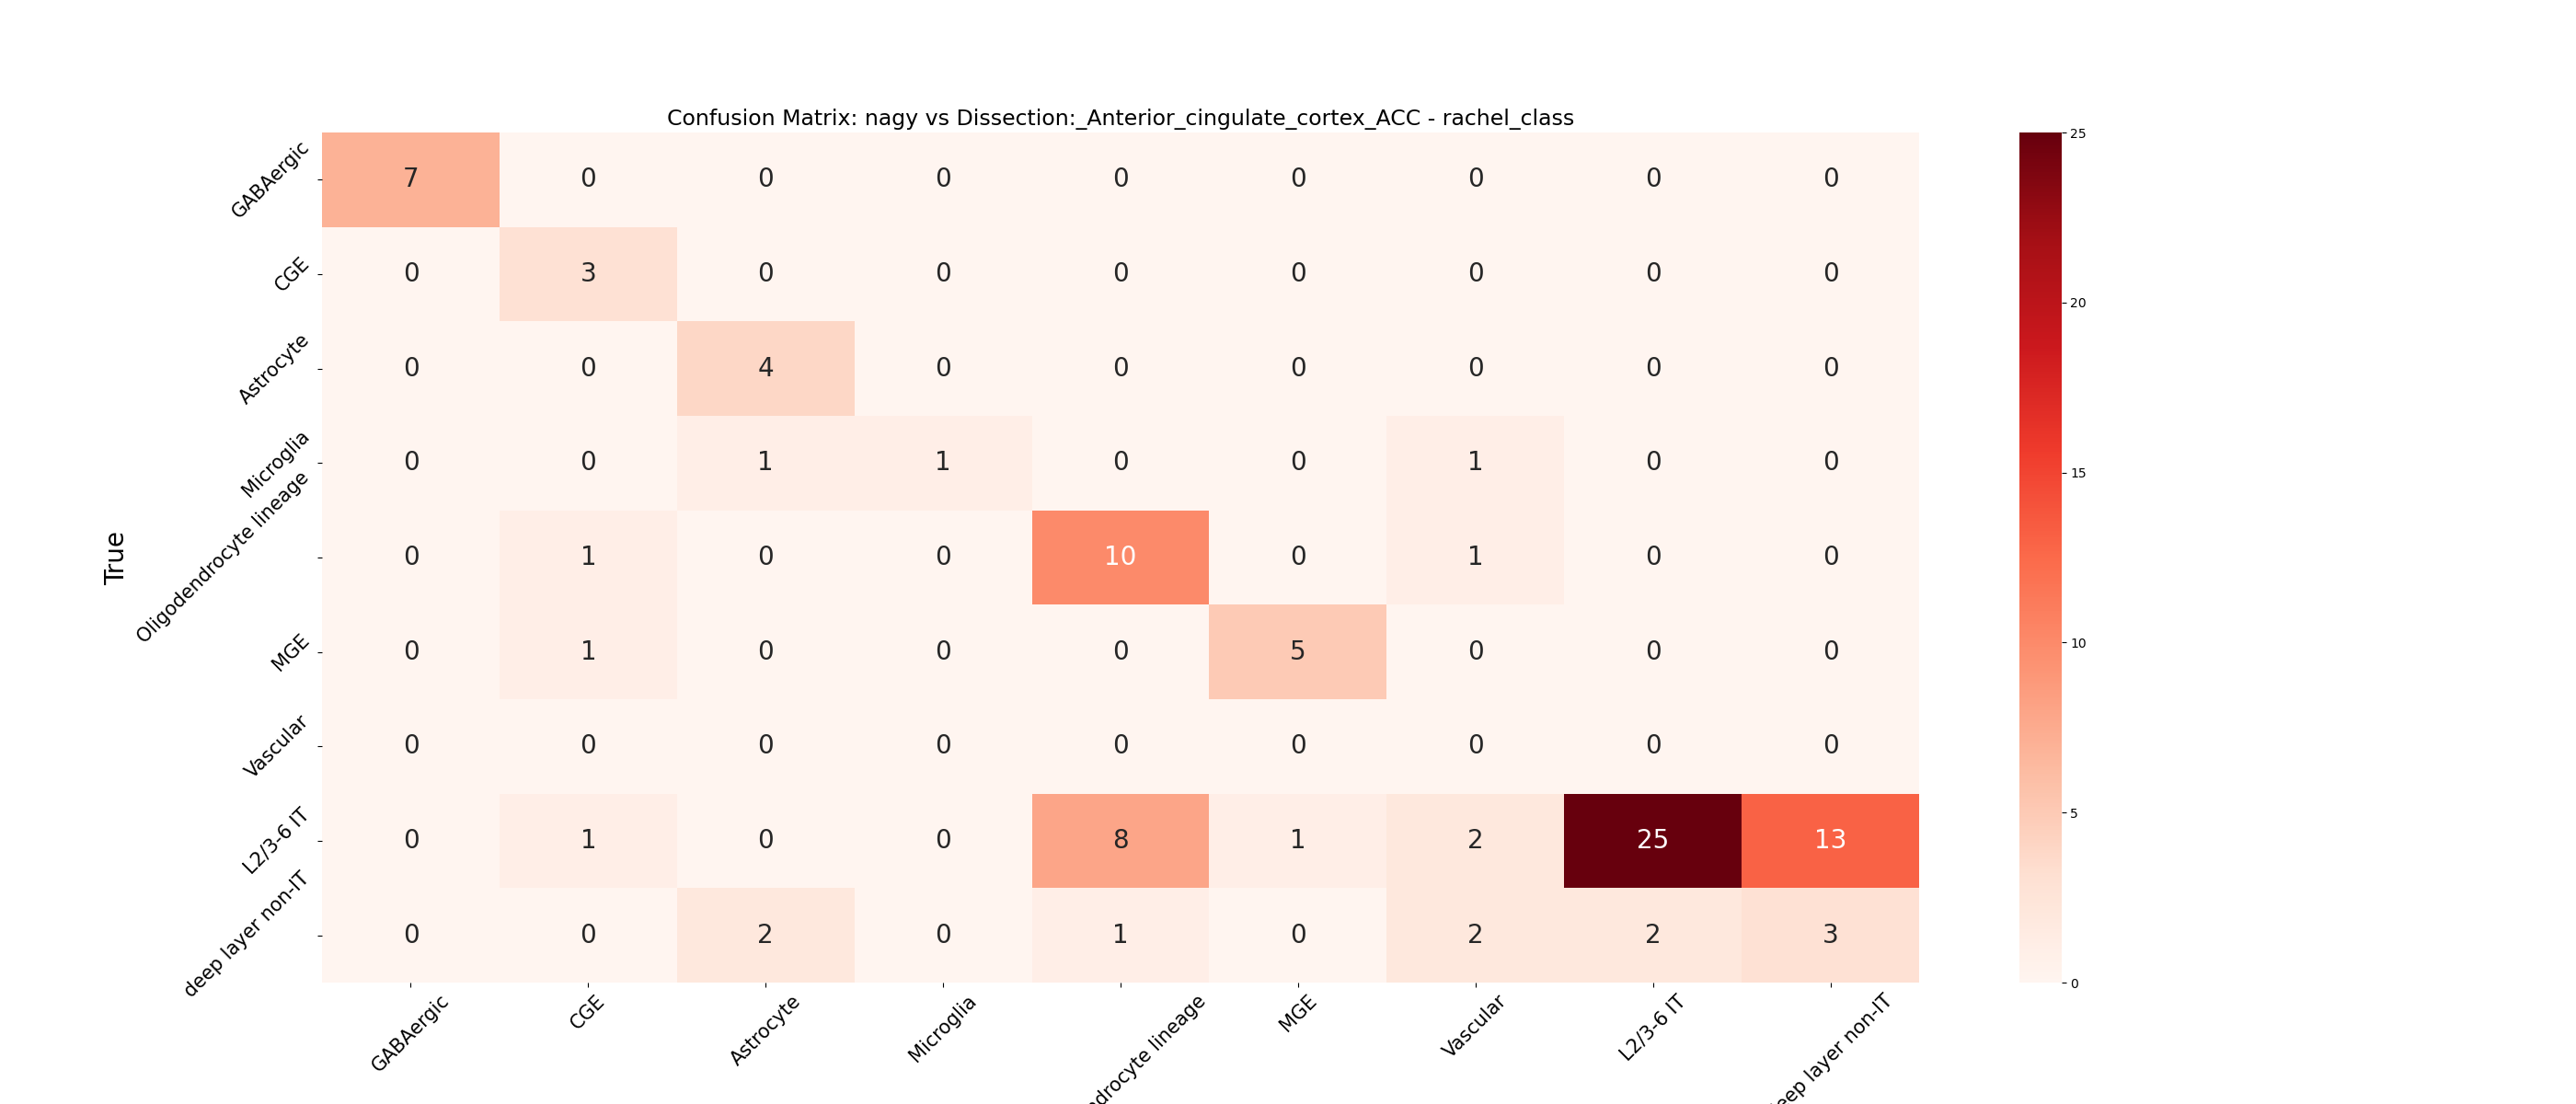 Confusion Matrix: nagy vs Dissection:_Anterior_cingulate_cortex_ACC - rachel_class
True
GABAergic 7 0 0 0 0 0 0 0 0
CGE 0 3 0 0 0 0 0 0 0
Astrocyte 0 0 4 0 0 0 0 0 0
Microglia 0 0 1 1 0 0 1 0 0
Oligodendrocyte lineage 0 1 0 0 10 0 1 0 0
MGE 0 1 0 0 0 5 0 0 0
Vascular 0 0 0 0 0 0 0 0 0
L2/3-6 IT 0 1 0 0 8 1 2 25 13
deep layer non-IT 0 0 2 0 1 0 2 2 3
GABAergic CGE Astrocyte Microglia ndrocyte lineage MGE Vascular L2/3-6 IT eep layer non-IT
25
20
15
10
5
0